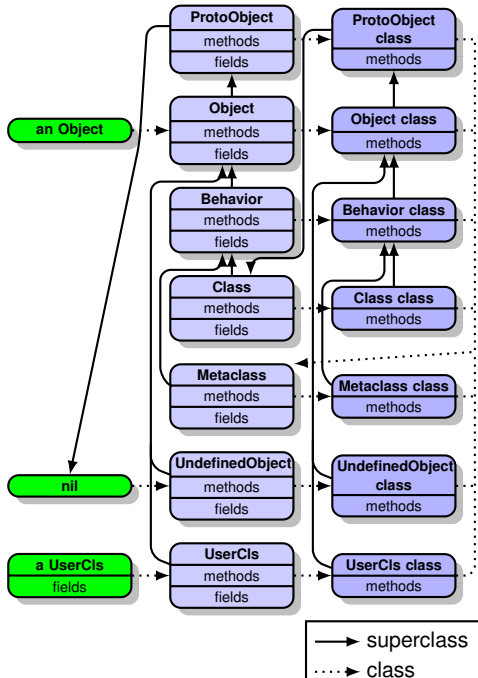 ProtoObject
methods
fields
ProtoObject
class
methods
an Object
Object
methods
fields
Object class
methods
Behavior
methods
fields
Behavior class
methods
Class
methods
fields
Class class
methods
Metaclass
methods
fields
Metaclass class
methods
nil
UndefinedObject
methods
fields
UndefinedObject
class
methods
a UserCls
fields
UserCls
methods
fields
UserCls class
methods
superclass
class